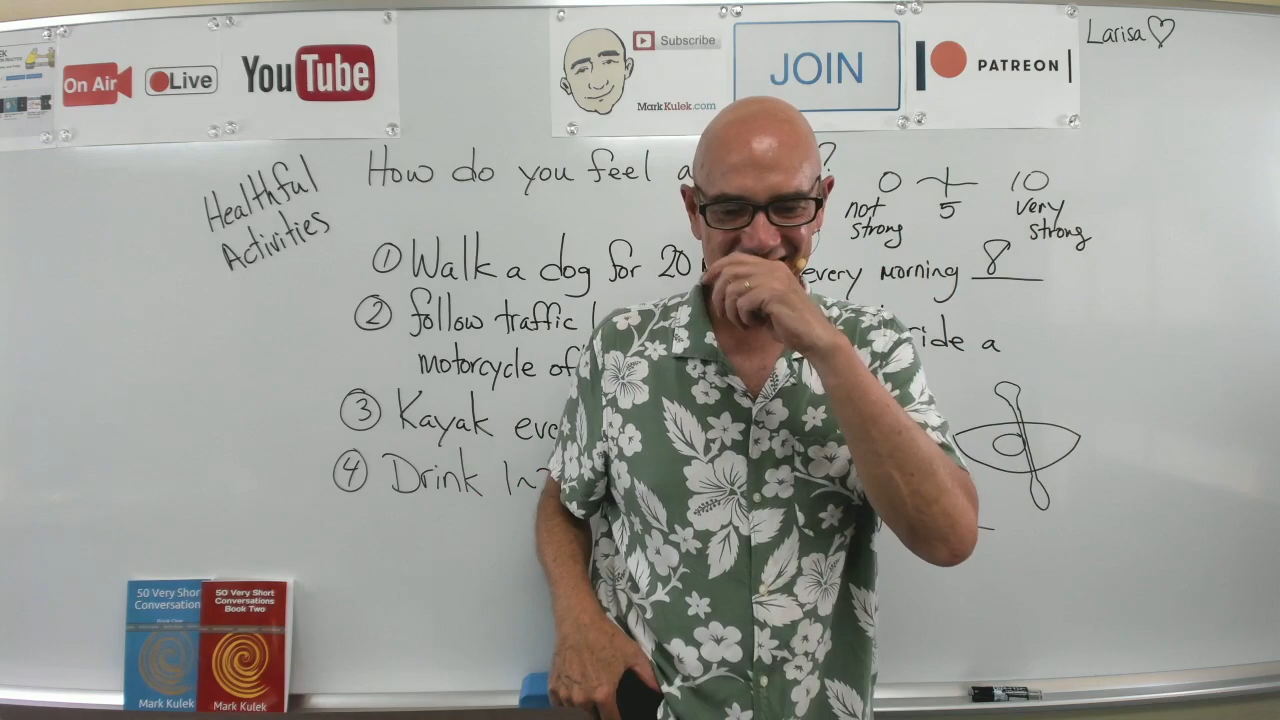 On Air
Live
YouTube
Subscribe
MarkKulek.com
JOIN
PATREON
Larisa♡
Healthful
Activities
How do you feel a ?
0 5 10
not strong
very strong
① Walk a dog for 20 every morning 8
② follow traffic ride a
motorcycle of
③ Kayak eve
④ Drink 1~
50 Very Short
Conversation
Mark Kulek
50 Very Short
Conversations
Book Two
Mark Kulek